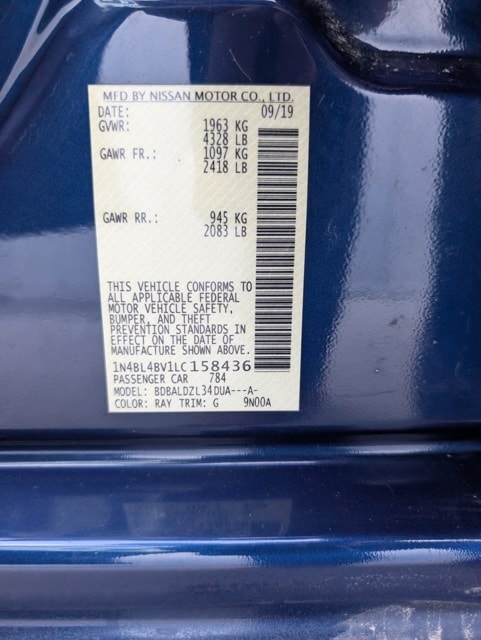 MFD BY NISSAN MOTOR CO., LTD.
DATE: 09/19
GVWR: 1963 KG
4328 LB
GAWR FR.: 1097 KG
2418 LB
GAWR RR.: 945 KG
2083 LB
THIS VEHICLE CONFORMS TO
ALL APPLICABLE FEDERAL
MOTOR VEHICLE SAFETY,
BUMPER, AND THEFT
PREVENTION STANDARDS IN
EFFECT ON THE DATE OF
MANUFACTURE SHOWN ABOVE.
1N4BL4BV1LC158436
PASSENGER CAR 784
MODEL: BDBALDZL34DUA---A-
COLOR: RAY TRIM: G 9N00A